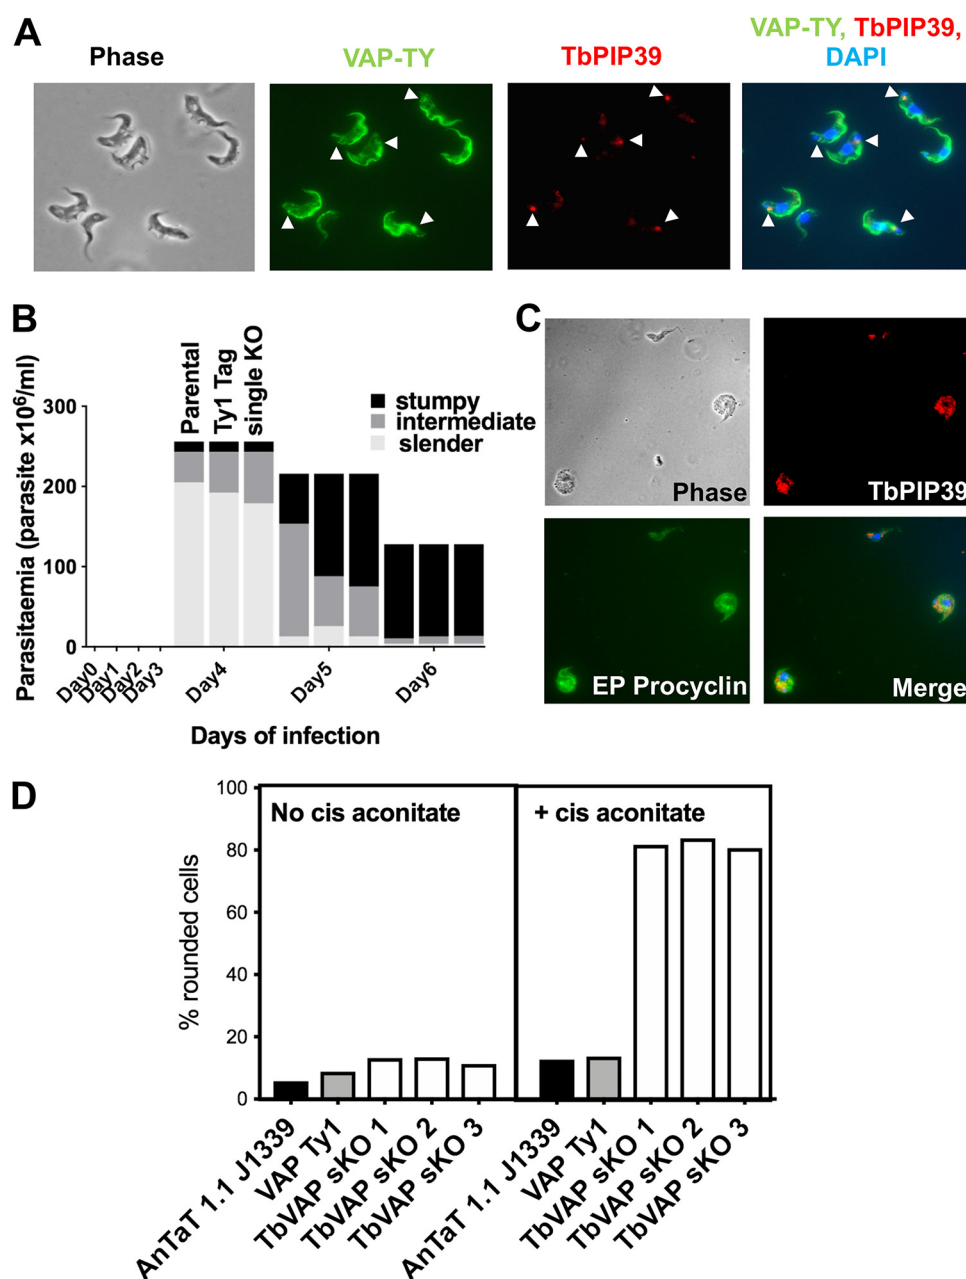 A
Phase
VAP-TY
TbPIP39
VAP-TY, TbPIP39,
DAPI
B
Parasitaemia (parasite x10⁶/ml)
300
200
100
0
Parental
Ty1 Tag
single KO
stumpy
intermediate
slender
Day0
Day1
Day2
Day3
Day4
Day5
Day6
Days of infection
C
Phase
TbPIP39
EP Procyclin
Merge
D
% rounded cells
100
80
60
40
20
0
No cis aconitate
+ cis aconitate
AnTaT 1.1 J1339
VAP Ty1
TbVAP sKO 1
TbVAP sKO 2
TbVAP sKO 3
AnTaT 1.1 J1339
VAP Ty1
TbVAP sKO 1
TbVAP sKO 2
TbVAP sKO 3